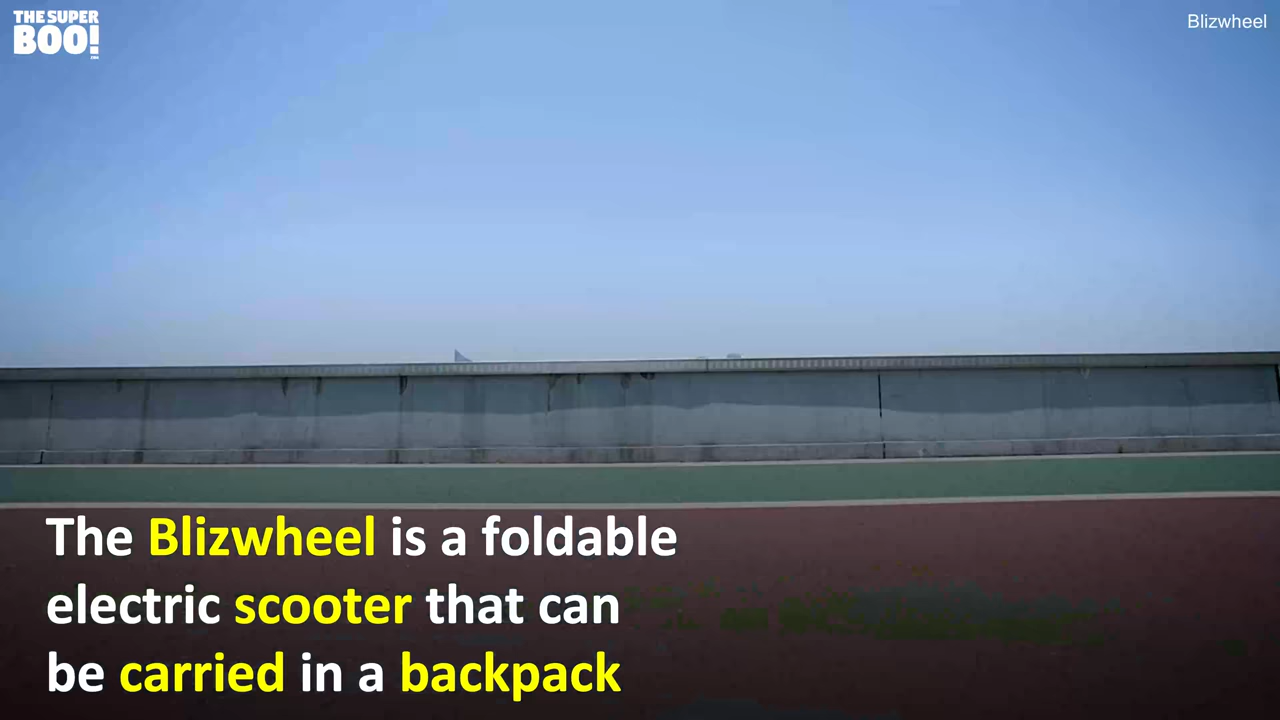 THE SUPER
BOO!
Blizwheel
The Blizwheel is a foldable
electric scooter that can
be carried in a backpack